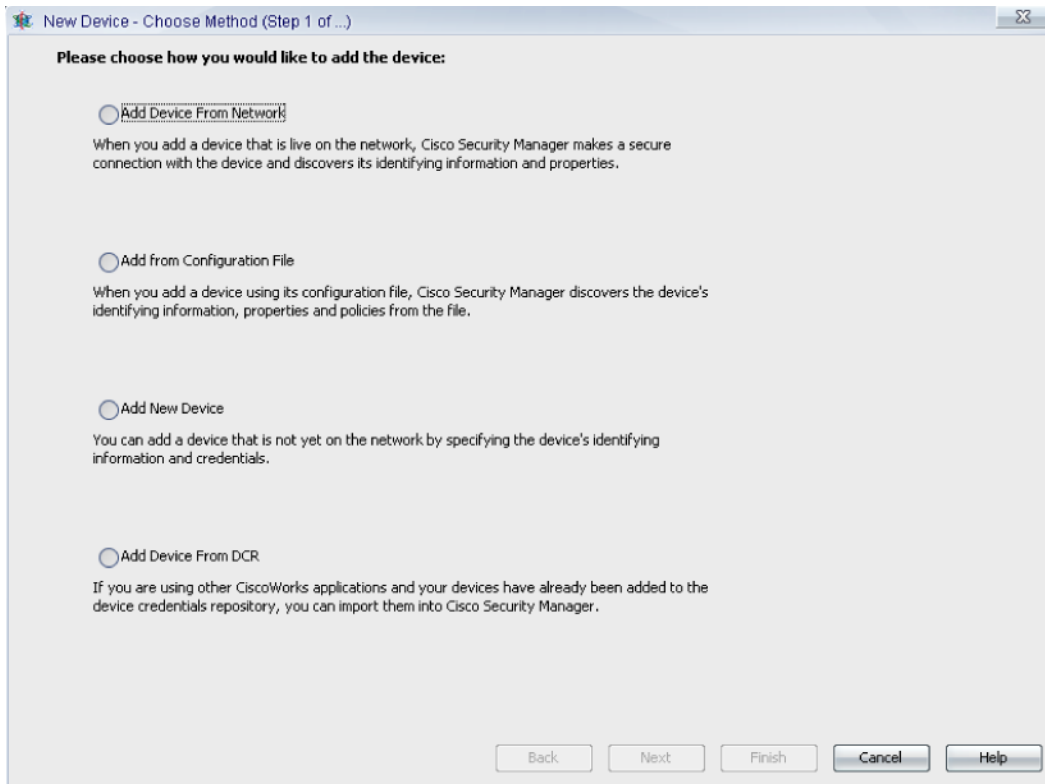 New Device - Choose Method (Step 1 of ...)
Please choose how you would like to add the device:
Add Device From Network
When you add a device that is live on the network, Cisco Security Manager makes a secure
connection with the device and discovers its identifying information and properties.
Add from Configuration File
When you add a device using its configuration file, Cisco Security Manager discovers the device's
identifying information, properties and policies from the file.
Add New Device
You can add a device that is not yet on the network by specifying the device's identifying
information and credentials.
Add Device From DCR
If you are using other CiscoWorks applications and your devices have already been added to the
device credentials repository, you can import them into Cisco Security Manager.
Back Next Finish Cancel Help